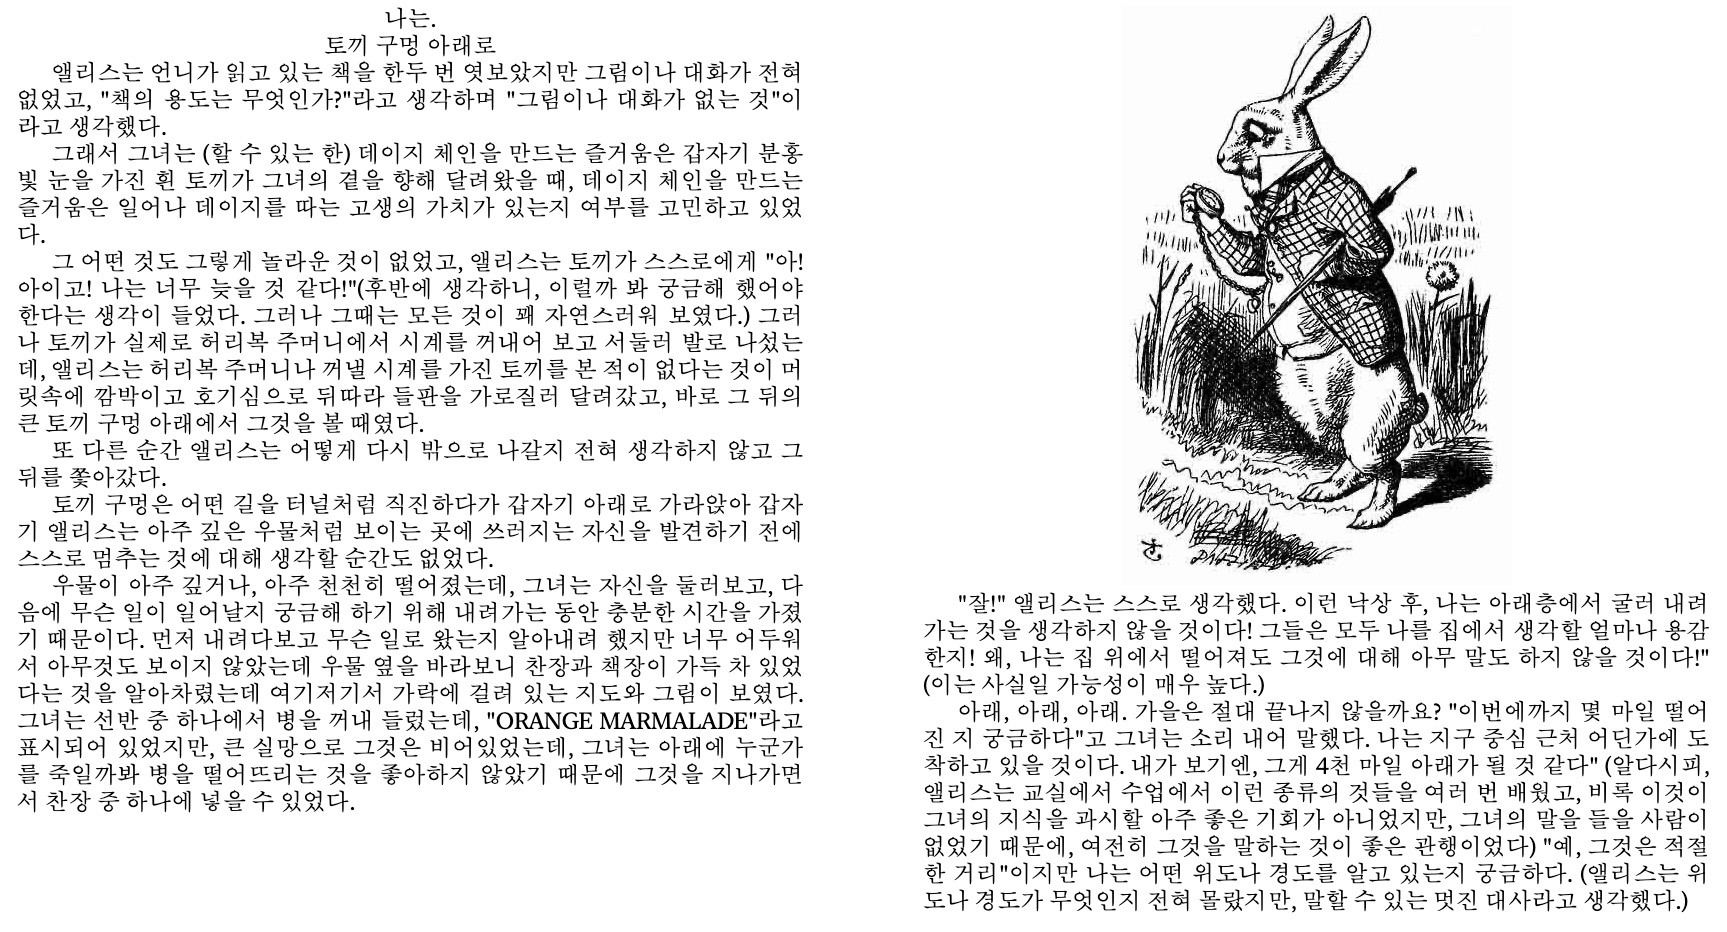 나는.
토끼 구멍 아래로
앨리스는 언니가 읽고 있는 책을 한두 번 엿보았지만 그림이나 대화가 전혀
없었고, "책의 용도는 무엇인가?"라고 생각하며 "그림이나 대화가 없는 것"이
라고 생각했다.
그래서 그녀는 (할 수 있는 한) 데이지 체인을 만드는 즐거움은 갑자기 분홍
빛 눈을 가진 흰 토끼가 그녀의 곁을 향해 달려왔을 때, 데이지 체인을 만드는
즐거움은 일어나 데이지를 따는 고생의 가치가 있는지 여부를 고민하고 있었
다.
그 어떤 것도 그렇게 놀라운 것이 없었고, 앨리스는 토끼가 스스로에게 "아!
아이고! 나는 너무 늦을 것 같다!"(후반에 생각하니, 이럴까 봐 궁금해 했어야
한다는 생각이 들었다. 그러나 그때는 모든 것이 꽤 자연스러워 보였다.) 그러
나 토끼가 실제로 허리복 주머니에서 시계를 꺼내어 보고 서둘러 발로 나섰는
데, 앨리스는 허리복 주머니나 꺼낼 시계를 가진 토끼를 본 적이 없다는 것이 머
릿속에 깜박이고 호기심으로 뒤따라 들판을 가로질러 달려갔고, 바로 그 뒤의
큰 토끼 구멍 아래에서 그것을 볼 때였다.
또 다른 순간 앨리스는 어떻게 다시 밖으로 나갈지 전혀 생각하지 않고 그
뒤를 쫓아갔다.
토끼 구멍은 어떤 길을 터널처럼 직진하다가 갑자기 아래로 가라앉아 갑자
기 앨리스는 아주 깊은 우물처럼 보이는 곳에 쓰러지는 자신을 발견하기 전에
스스로 멈추는 것에 대해 생각할 순간도 없었다.
우물이 아주 깊거나, 아주 천천히 떨어졌는데, 그녀는 자신을 둘러보고, 다
음에 무슨 일이 일어날지 궁금해 하기 위해 내려가는 동안 충분한 시간을 가졌
기 때문이다. 먼저 내려다보고 무슨 일로 왔는지 알아내려 했지만 너무 어두워
서 아무것도 보이지 않았는데 우물 옆을 바라보니 찬장과 책장이 가득 차 있었
다는 것을 알아차렸는데 여기저기서 가락에 걸려 있는 지도와 그림이 보였다.
그녀는 선반 중 하나에서 병을 꺼내 들렀는데, "ORANGE MARMALADE"라고
표시되어 있었지만, 큰 실망으로 그것은 비어있었는데, 그녀는 아래에 누군가
를 죽일까봐 병을 떨어뜨리는 것을 좋아하지 않았기 때문에 그것을 지나가면
서 찬장 중 하나에 넣을 수 있었다.
"잘!" 앨리스는 스스로 생각했다. 이런 낙상 후, 나는 아래층에서 굴러 내려
가는 것을 생각하지 않을 것이다! 그들은 모두 나를 집에서 생각할 얼마나 용감
한지! 왜, 나는 집 위에서 떨어져도 그것에 대해 아무 말도 하지 않을 것이다!"
(이는 사실일 가능성이 매우 높다.)
아래, 아래, 아래. 가을은 절대 끝나지 않을까요? "이번에까지 몇 마일 떨어
진 지 궁금하다"고 그녀는 소리 내어 말했다. 나는 지구 중심 근처 어딘가에 도
착하고 있을 것이다. 내가 보기엔, 그게 4천 마일 아래가 될 것 같다" (알다시피,
앨리스는 교실에서 수업에서 이런 종류의 것들을 여러 번 배웠고, 비록 이것이
그녀의 지식을 과시할 아주 좋은 기회가 아니었지만, 그녀의 말을 들을 사람이
없었기 때문에, 여전히 그것을 말하는 것이 좋은 관행이었다) "예, 그것은 적절
한 거리"이지만 나는 어떤 위도나 경도를 알고 있는지 궁금하다. (앨리스는 위
도나 경도가 무엇인지 전혀 몰랐지만, 말할 수 있는 멋진 대사라고 생각했다.)